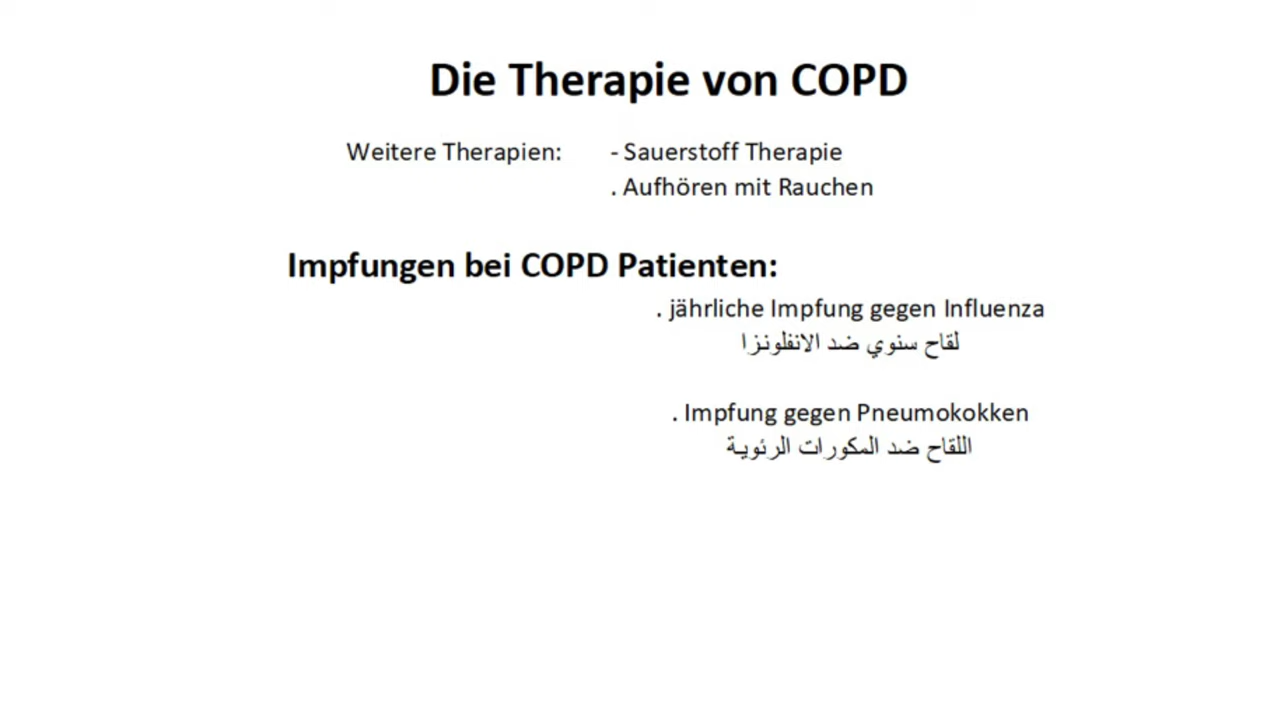 Die Therapie von COPD
Weitere Therapien: - Sauerstoff Therapie
. Aufhören mit Rauchen
Impfungen bei COPD Patienten:
. jährliche Impfung gegen Influenza
لقاح سنوي ضد الانفلونزا
. Impfung gegen Pneumokokken
اللقاح ضد المكورات الرئوية